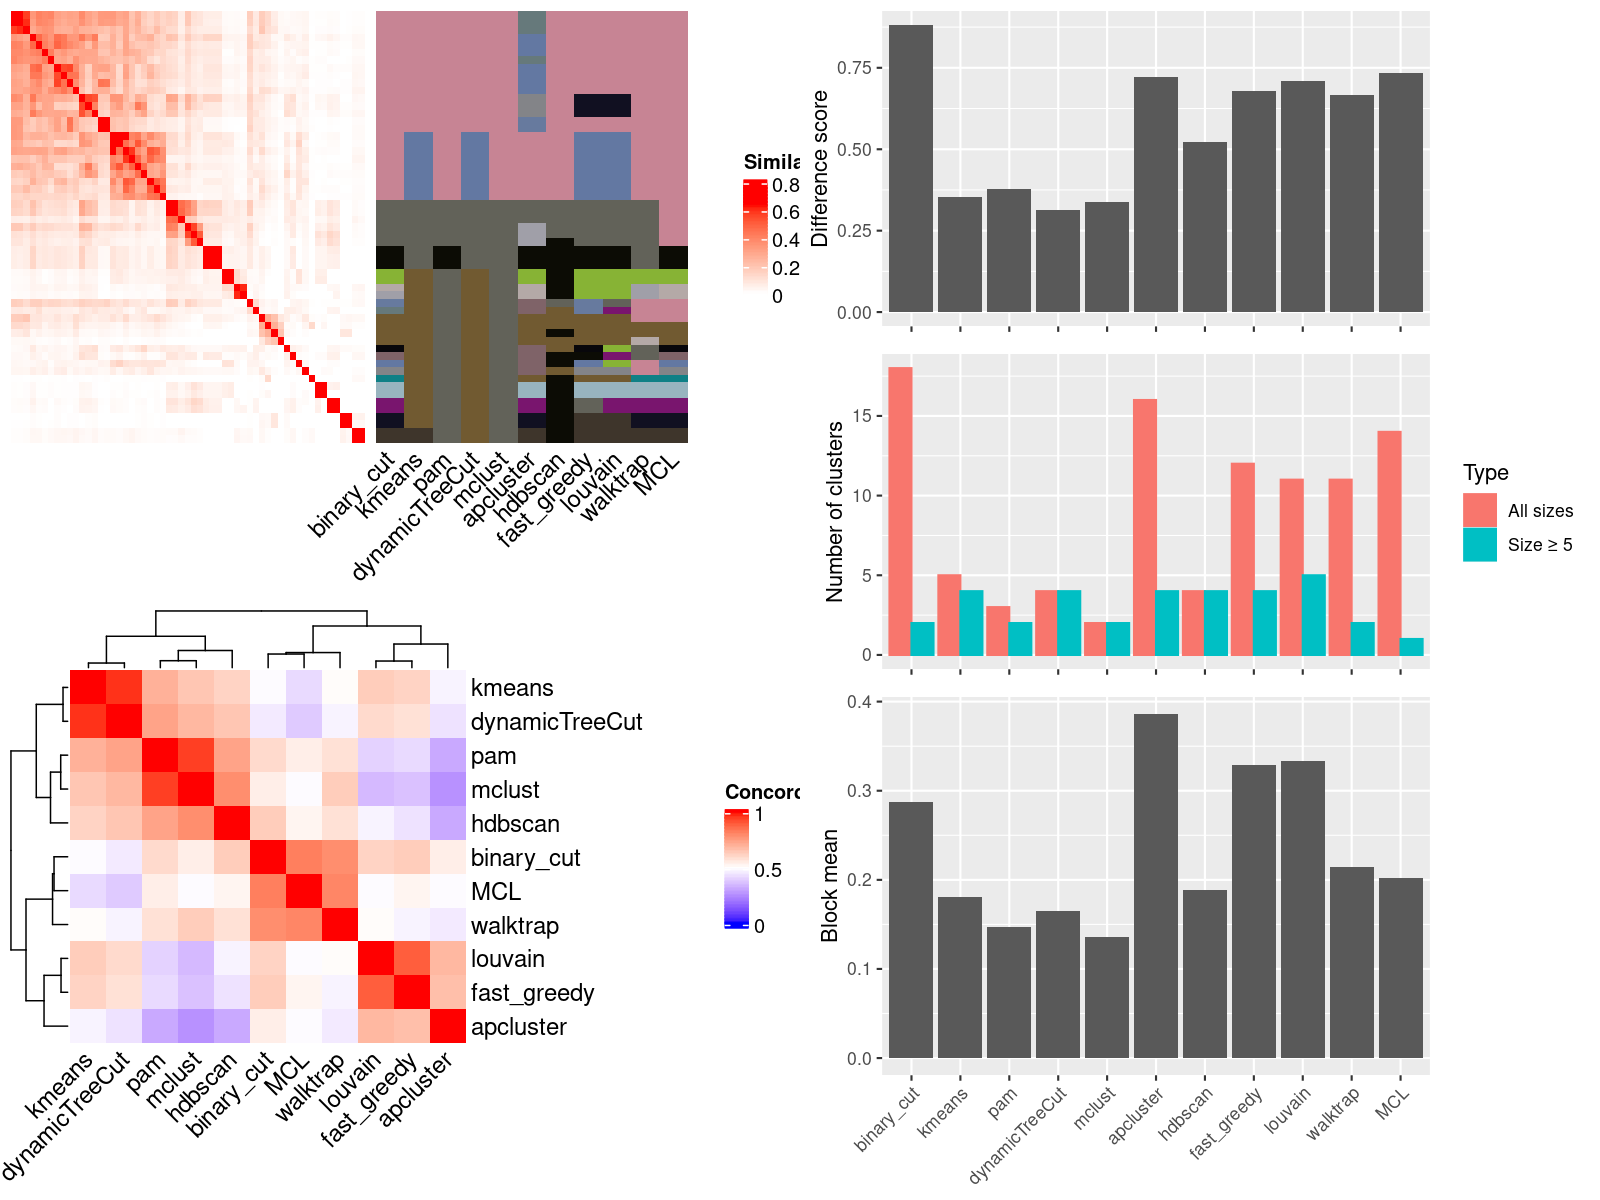 Simila
0.8
0.6
0.4
0.2
0
binary_cut
kmeans
pam
dynamicTreeCut
mclust
apcluster
hdbscan
fast_greedy
louvain
walktrap
MCL
Difference score
0.75
0.50
0.25
0.00
Number of clusters
15
10
5
0
Type
All sizes
Size ≥ 5
kmeans
dynamicTreeCut
pam
mclust
hdbscan
binary_cut
MCL
walktrap
louvain
fast_greedy
apcluster
kmeans
dynamicTreeCut
pam
mclust
hdbscan
binary_cut
MCL
walktrap
louvain
fast_greedy
apcluster
Concord
1
0.5
0
Block mean
0.4
0.3
0.2
0.1
0.0
binary_cut
kmeans
pam
dynamicTreeCut
mclust
apcluster
hdbscan
fast_greedy
louvain
walktrap
MCL